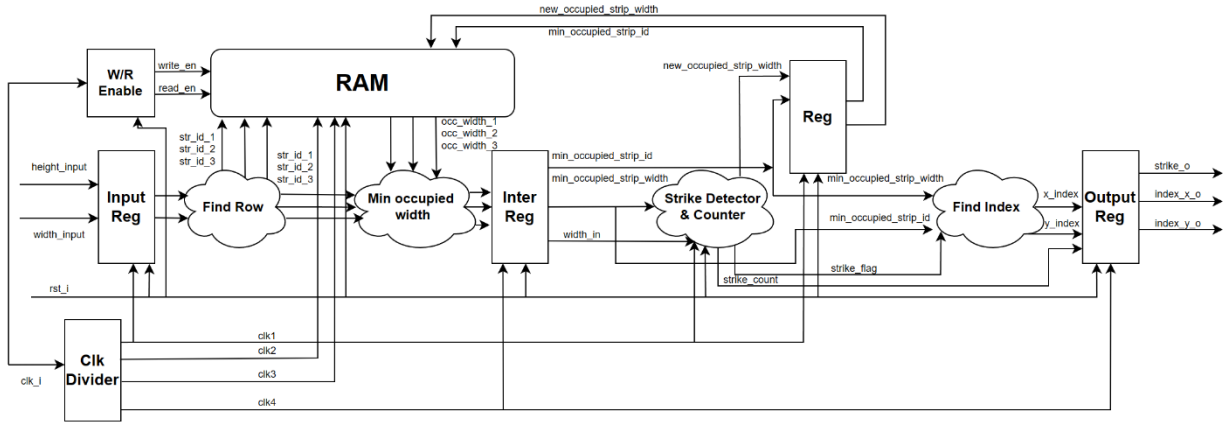 new_occupied_strip_width
min_occupied_strip_id
new_occupied_strip_width
W/R
Enable
write_en
read_en
RAM
Reg
str_id_1
str_id_2
str_id_3
str_id_1
str_id_2
str_id_3
occ_width_1
occ_width_2
occ_width_3
height_input
width_input
Input
Reg
Find Row
Min occupied
width
Inter
Reg
min_occupied_strip_id
min_occupied_strip_width
width_in
Strike Detector
& Counter
min_occupied_strip_width
min_occupied_strip_id
Find Index
x_index
y_index
Output
Reg
strike_o
index_x_o
index_y_o
strike_flag
strike_count
rst_i
clk_i
Clk
Divider
clk1
clk2
clk3
clk4